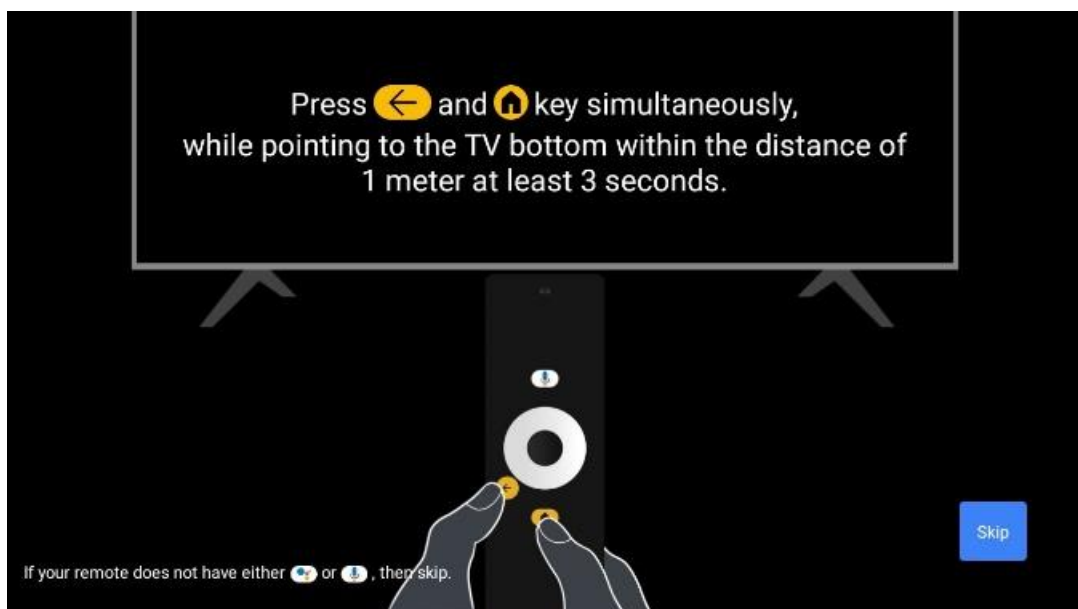 Press and key simultaneously,
while pointing to the TV bottom within the distance of
1 meter at least 3 seconds.
Skip
If your remote does not have either or , then skip.